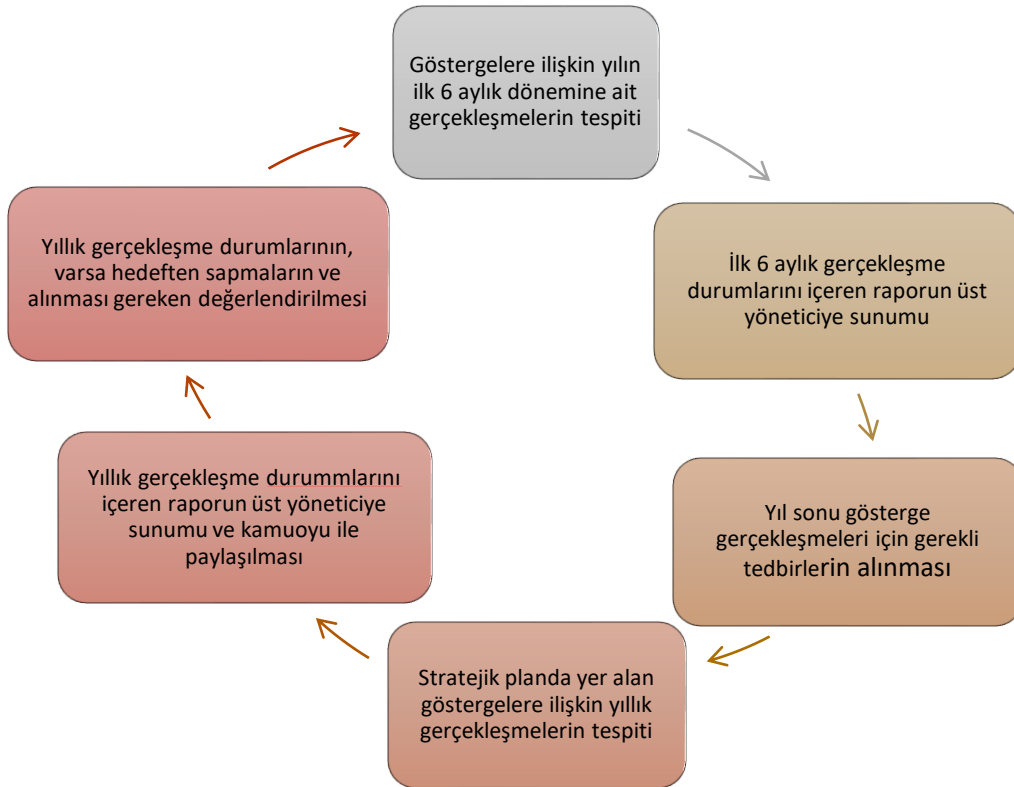 Göstergelere ilişkin yılın
ilk 6 aylık dönemine ait
gerçekleşmelerin tespiti
İlk 6 aylık gerçekleşme
durumlarını içeren raporun üst
yöneticiye sunumu
Yıl sonu gösterge
gerçekleşmeleri için gerekli
tedbirlerin alınması
Stratejik planda yer alan
göstergelere ilişkin yıllık
gerçekleşmelerin tespiti
Yıllık gerçekleşme durummlarını
içeren raporun üst yöneticiye
sunumu ve kamuoyu ile
paylaşılması
Yıllık gerçekleşme durumlarının,
varsa hedeften sapmaların ve
alınması gereken değerlendirilmesi